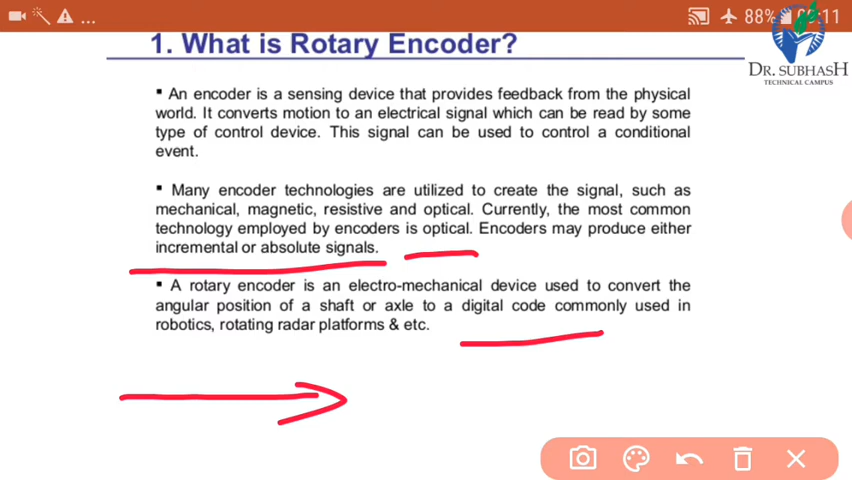 ... 88% 09:11
1. What is Rotary Encoder?
DR. SUBHASH
TECHNICAL CAMPUS
▪ An encoder is a sensing device that provides feedback from the physical
world. It converts motion to an electrical signal which can be read by some
type of control device. This signal can be used to control a conditional
event.
▪ Many encoder technologies are utilized to create the signal, such as
mechanical, magnetic, resistive and optical. Currently, the most common
technology employed by encoders is optical. Encoders may produce either
incremental or absolute signals.
▪ A rotary encoder is an electro-mechanical device used to convert the
angular position of a shaft or axle to a digital code commonly used in
robotics, rotating radar platforms & etc.